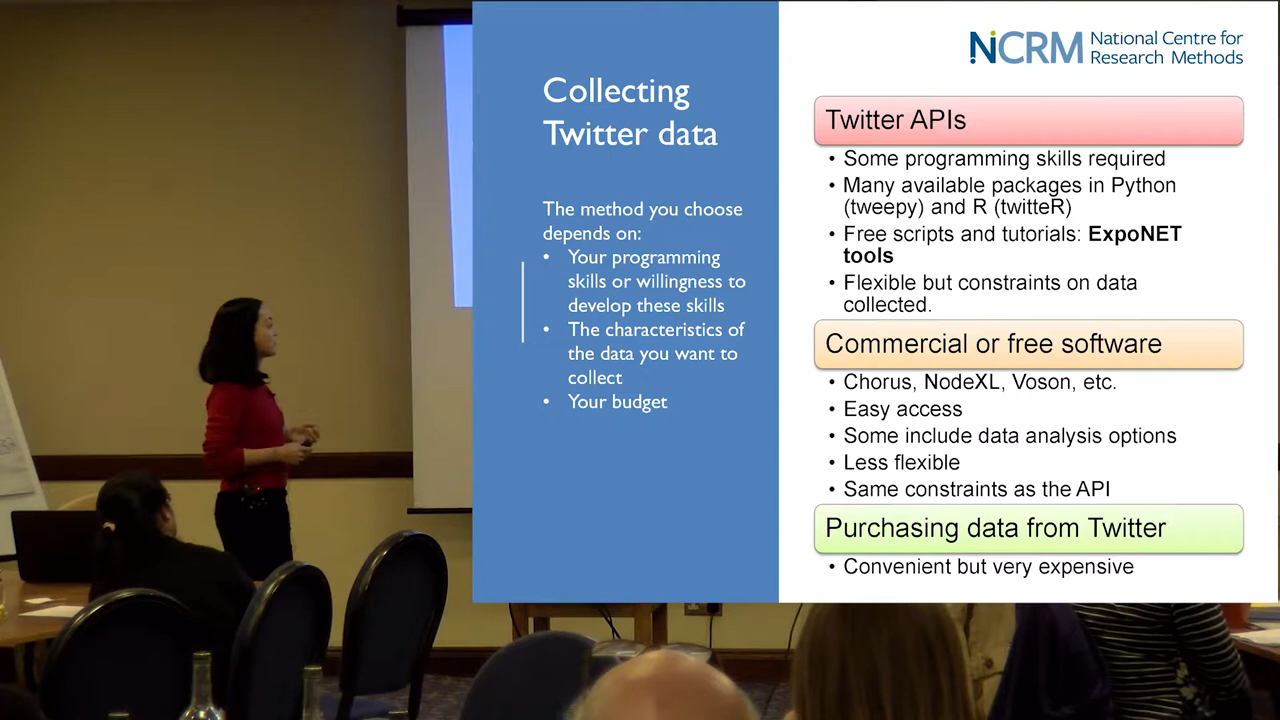 Collecting
Twitter data
The method you choose
depends on:
• Your programming
skills or willingness to
develop these skills
• The characteristics of
the data you want to
collect
• Your budget
NCRM National Centre for
Research Methods
Twitter APIs
• Some programming skills required
• Many available packages in Python
(tweepy) and R (twitteR)
• Free scripts and tutorials: ExpoNET
tools
• Flexible but constraints on data
collected.
Commercial or free software
• Chorus, NodeXL, Voson, etc.
• Easy access
• Some include data analysis options
• Less flexible
• Same constraints as the API
Purchasing data from Twitter
• Convenient but very expensive